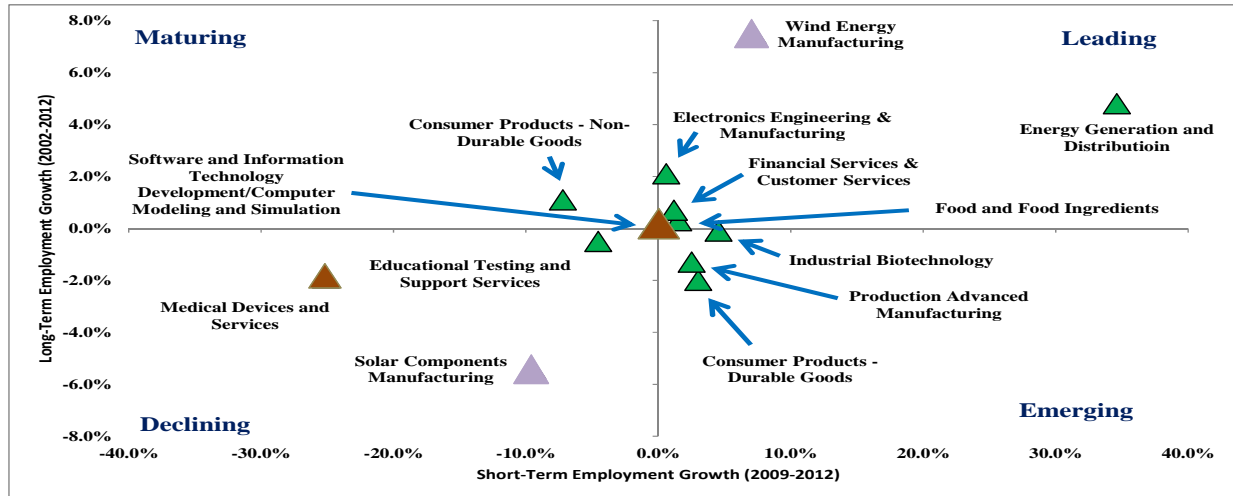 8.0%
6.0%
4.0%
2.0%
0.0%
-2.0%
-4.0%
-6.0%
-8.0%
Long-Term Employment Growth (2002-2012)
Maturing
Leading
Wind Energy
Manufacturing
Energy Generation and
Distributioin
Consumer Products - Non-
Durable Goods
Electronics Engineering &
Manufacturing
Software and Information
Technology
Development/Computer
Modeling and Simulation
Financial Services &
Customer Services
Food and Food Ingredients
Educational Testing and
Support Services
Industrial Biotechnology
Medical Devices and
Services
Production Advanced
Manufacturing
Solar Components
Manufacturing
Consumer Products -
Durable Goods
Declining
Emerging
-40.0%
-30.0%
-20.0%
-10.0%
0.0%
10.0%
20.0%
30.0%
40.0%
Short-Term Employment Growth (2009-2012)